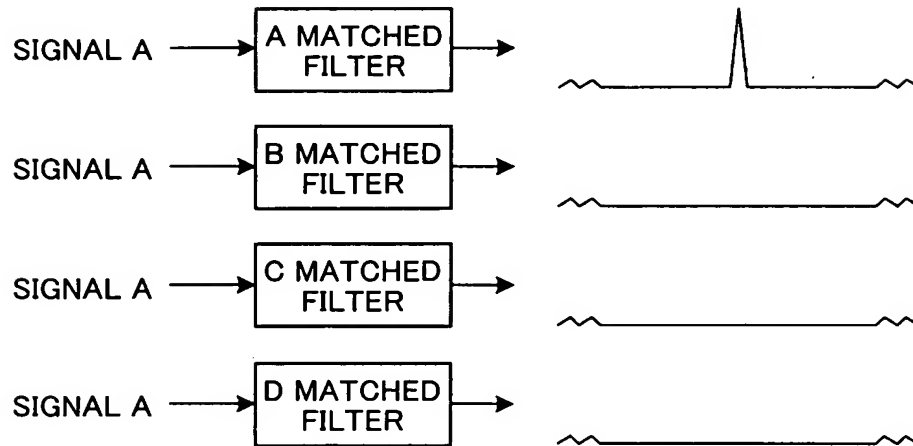 SIGNAL A
A MATCHED
FILTER
SIGNAL A
B MATCHED
FILTER
SIGNAL A
C MATCHED
FILTER
SIGNAL A
D MATCHED
FILTER